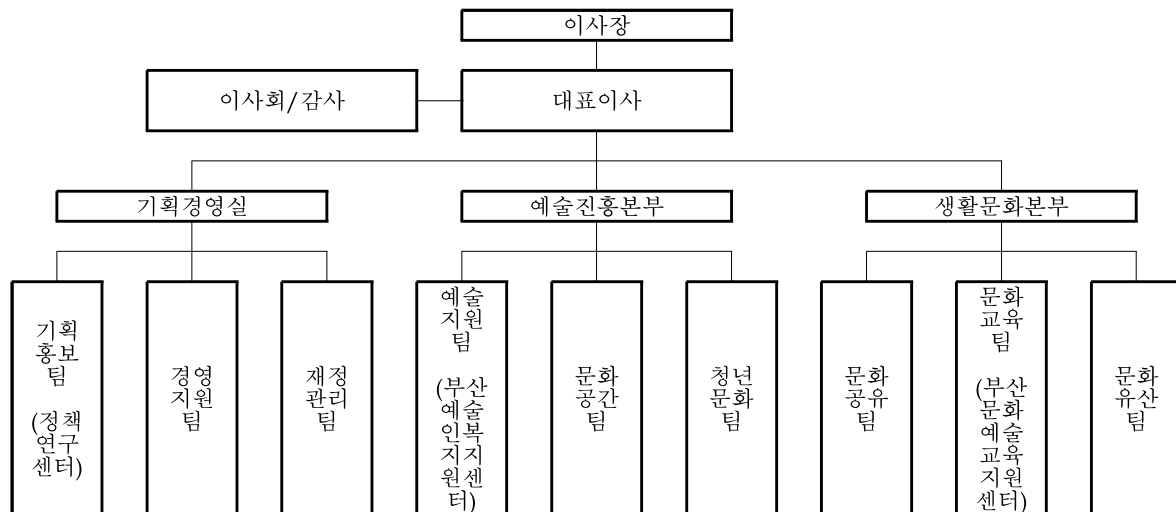 이사장
이사회/감사
대표이사
기획경영실
예술진흥본부
생활문화본부
기획
홍보
팀
(정책
연구
센터)
경영
지원
팀
재정
관리
팀
예술
지원
팀
(부산
예술
인복
지지
원센
터)
문화
공간
팀
청년
문화
팀
문화
공유
팀
문화
교육
팀
(부산
문화
예술
교육
지원
센터)
문화
유산
팀